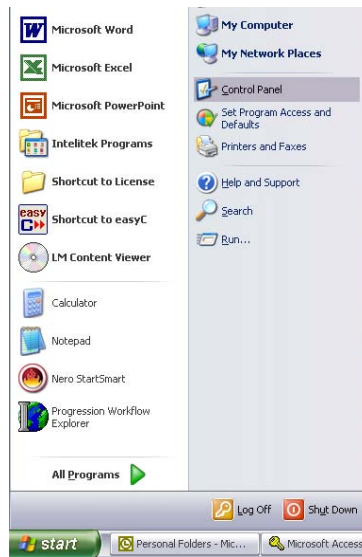 Microsoft Word
Microsoft Excel
Microsoft PowerPoint
Intelitek Programs
Shortcut to License
easy
C
Shortcut to easyC
LM Content Viewer
Calculator
Notepad
Nero StartSmart
Progression Workflow
Explorer
All Programs
My Computer
My Network Places
Control Panel
Set Program Access and
Defaults
Printers and Faxes
Help and Support
Search
Run...
Log Off
Shut Down
start
Personal Folders - Mic...
Microsoft Access